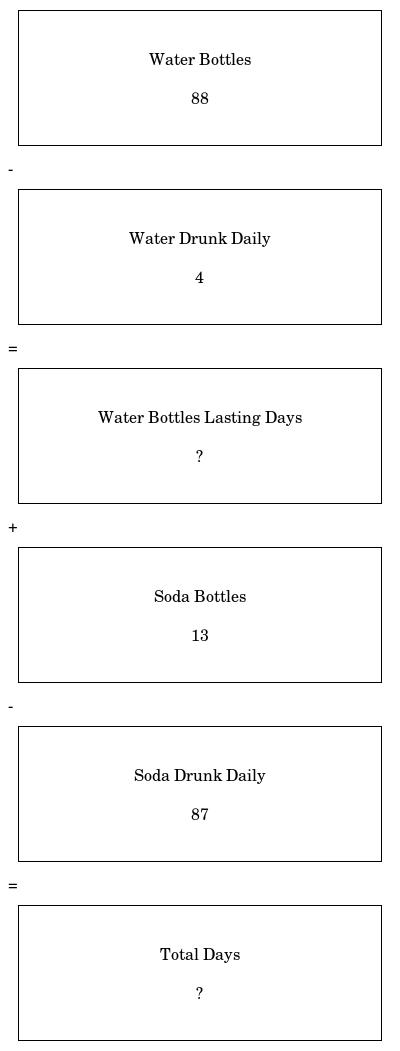 Water Bottles
88
-
Water Drunk Daily
4
=
Water Bottles Lasting Days
?
+
Soda Bottles
13
-
Soda Drunk Daily
87
=
Total Days
?